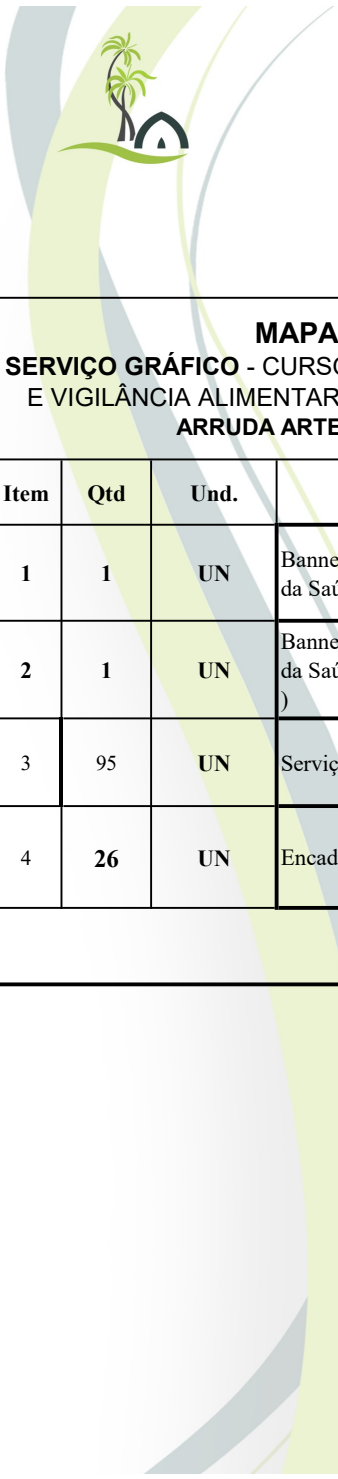 MAPA
SERVIÇO GRÁFICO - CURSO
E VIGILÂNCIA ALIMENTAR
ARRUDA ARTE
Item Qtd Und.
1 1 UN Banne
da Saú
2 1 UN Banne
da Saú
)
3 95 UN Serviç
4 26 UN Encad